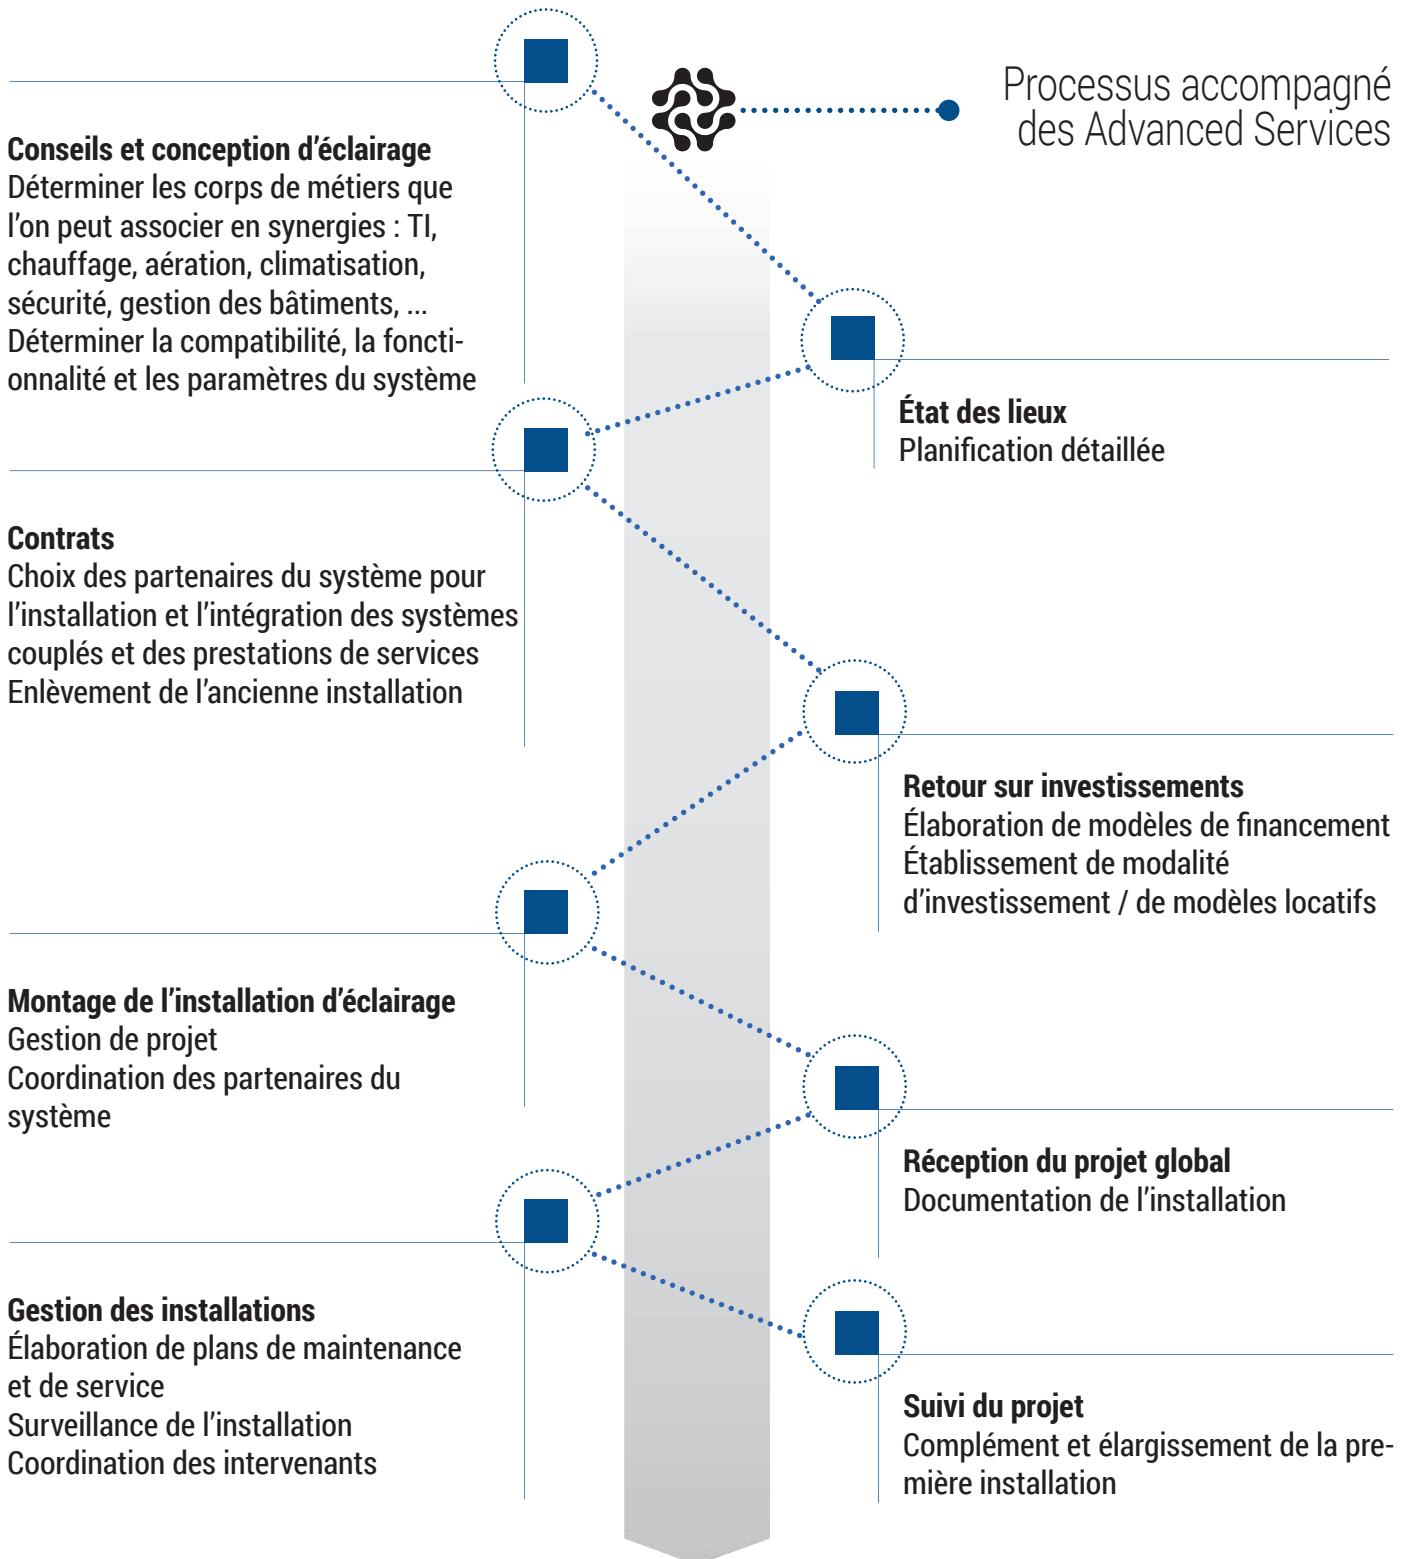 Processus accompagné
des Advanced Services
Conseils et conception d’éclairage
Déterminer les corps de métiers que
l’on peut associer en synergies : TI,
chauffage, aération, climatisation,
sécurité, gestion des bâtiments, ...
Déterminer la compatibilité, la foncti-
onnalité et les paramètres du système
État des lieux
Planification détaillée
Contrats
Choix des partenaires du système pour
l’installation et l’intégration des systèmes
couplés et des prestations de services
Enlèvement de l’ancienne installation
Retour sur investissements
Élaboration de modèles de financement
Établissement de modalité
d’investissement / de modèles locatifs
Montage de l’installation d’éclairage
Gestion de projet
Coordination des partenaires du
système
Réception du projet global
Documentation de l’installation
Gestion des installations
Élaboration de plans de maintenance
et de service
Surveillance de l’installation
Coordination des intervenants
Suivi du projet
Complément et élargissement de la pre-
mière installation